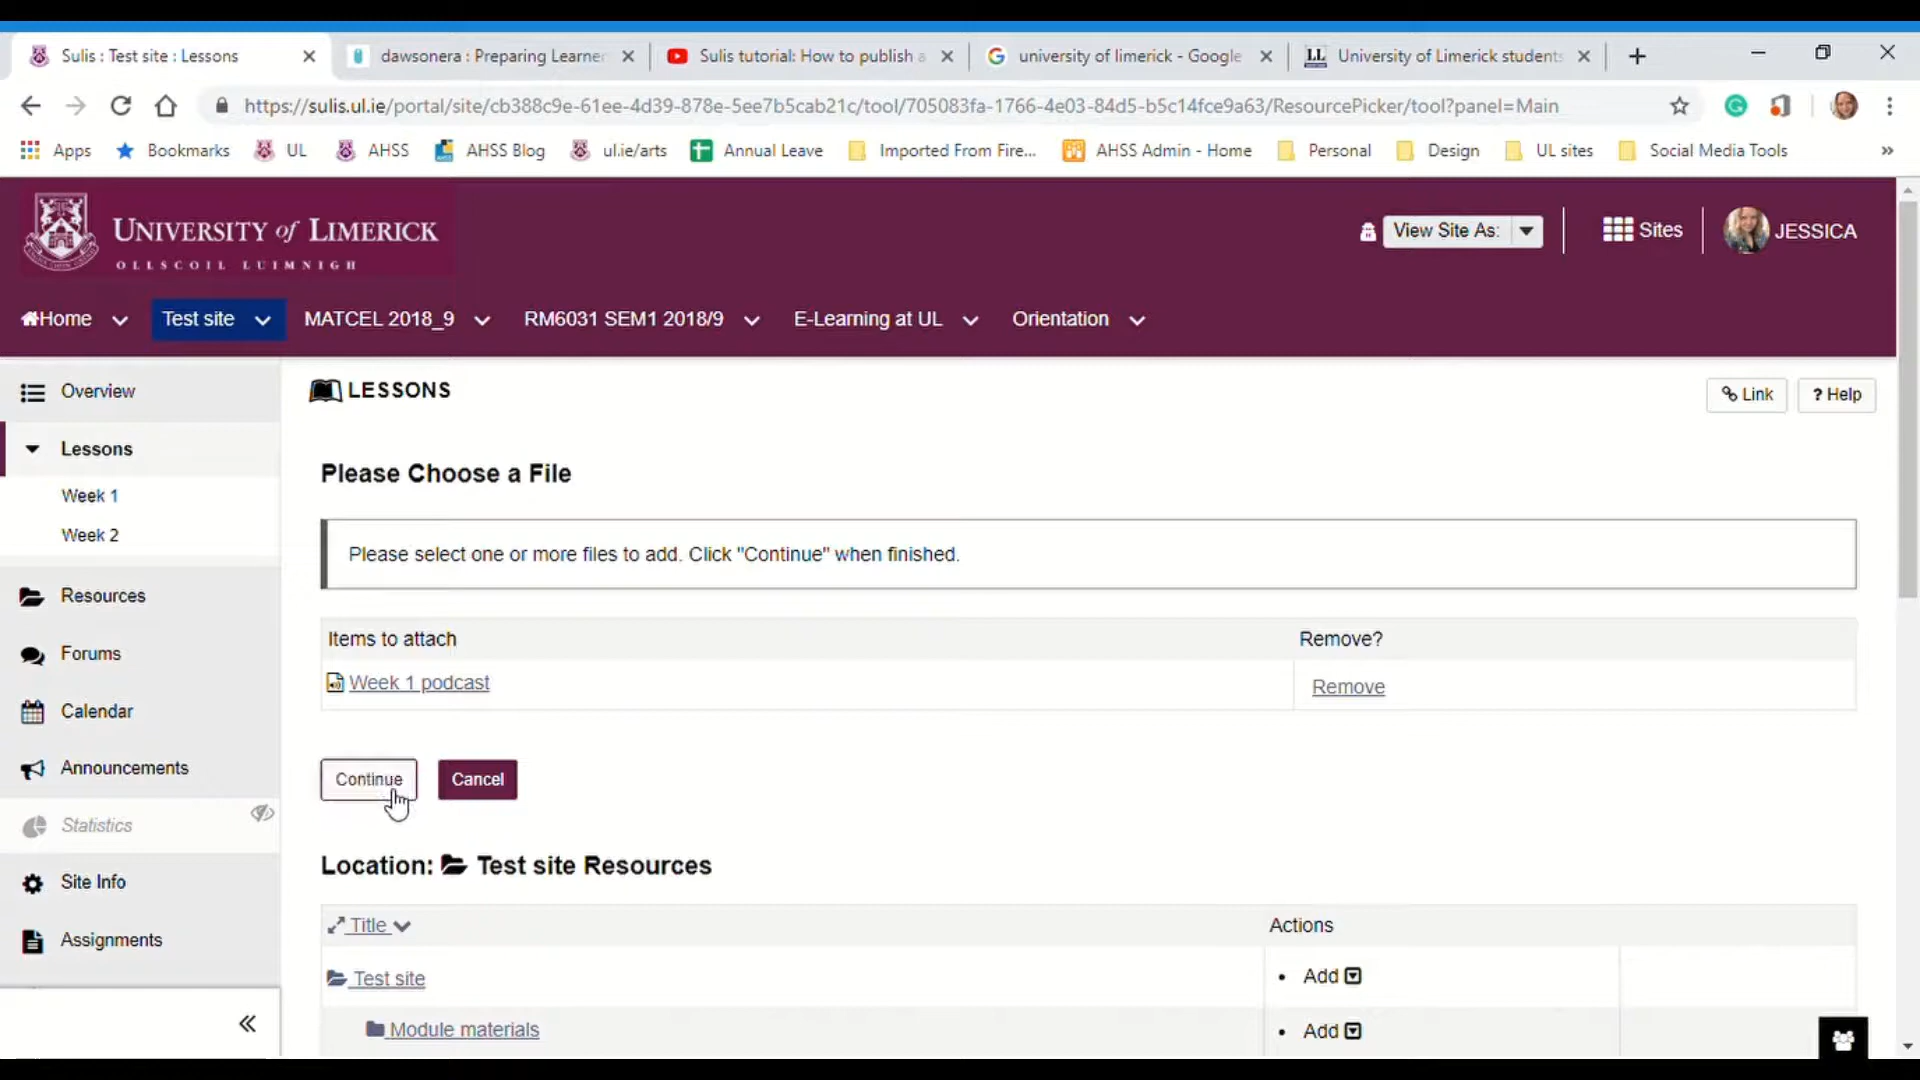 Sulis : Test site : Lessons
dawsonera : Preparing Learner
Sulis tutorial: How to publish a
university of limerick - Google
University of Limerick students
https://sulis.ul.ie/portal/site/cb388c9e-61ee-4d39-878e-5ee7b5cab21c/tool/705083fa-1766-4e03-84d5-b5c14fce9a63/ResourcePicker/tool?panel=Main
Apps
Bookmarks
UL
AHSS
AHSS Blog
ul.ie/arts
Annual Leave
Imported From Fire...
AHSS Admin - Home
Personal
Design
UL sites
Social Media Tools
»
UNIVERSITY of LIMERICK
OLLSCOIL LUIMNIGH
View Site As:
Sites
JESSICA
Home
Test site
MATCEL 2018_9
RM6031 SEM1 2018/9
E-Learning at UL
Orientation
Overview
Lessons
Week 1
Week 2
Resources
Forums
Calendar
Announcements
Statistics
Site Info
Assignments
LESSONS
Link
? Help
Please Choose a File
Please select one or more files to add. Click "Continue" when finished.
Items to attach
Remove?
Week 1 podcast
Remove
Continue
Cancel
Location: Test site Resources
Title
Actions
Test site
• Add
Module materials
• Add